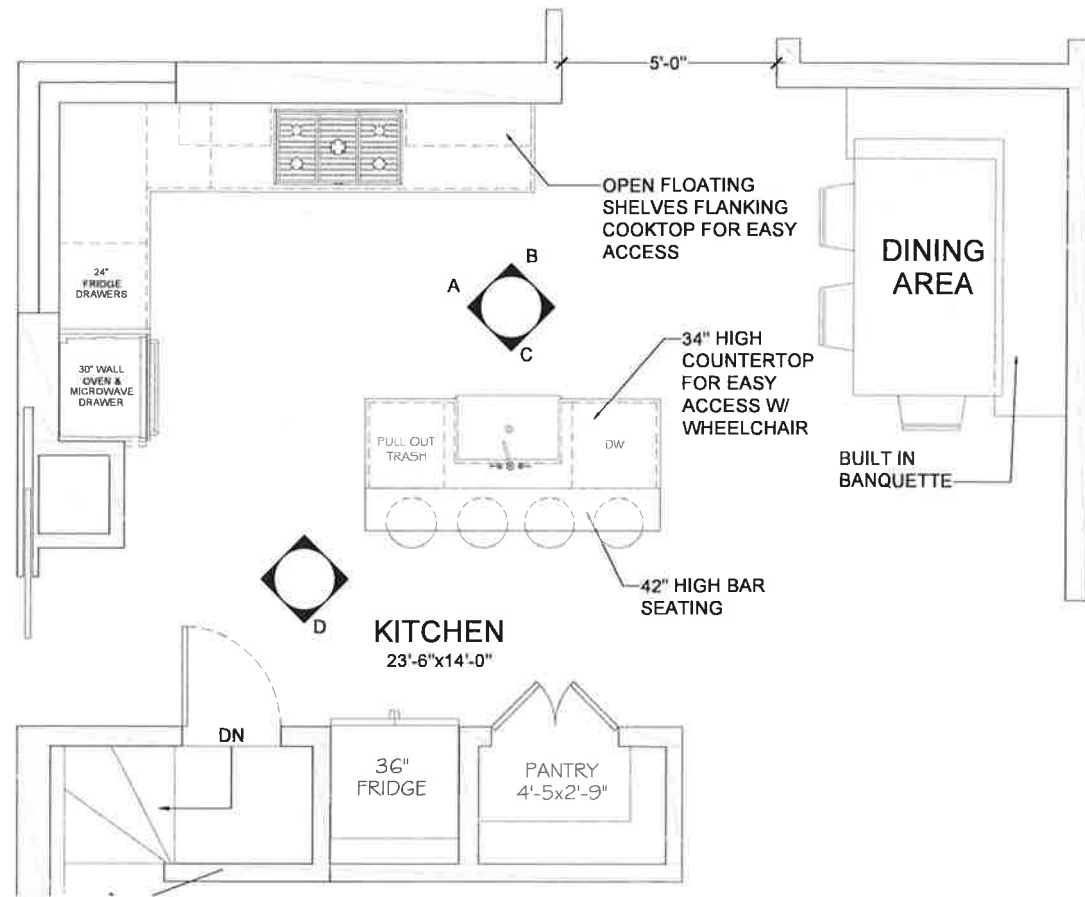 5'-0"
OPEN FLOATING
SHELVES FLANKING
COOKTOP FOR EASY
ACCESS
DINING
AREA
24"
FRIDGE
DRAWERS
B
A
C
34" HIGH
COUNTERTOP
FOR EASY
ACCESS W/
WHEELCHAIR
30" WALL
OVEN &
MICROWAVE
DRAWER
PULL OUT
TRASH
DW
BUILT IN
BANQUETTE
42" HIGH BAR
SEATING
D
KITCHEN
23'-6"x14'-0"
DN
36"
FRIDGE
PANTRY
4'-5x2'-9"